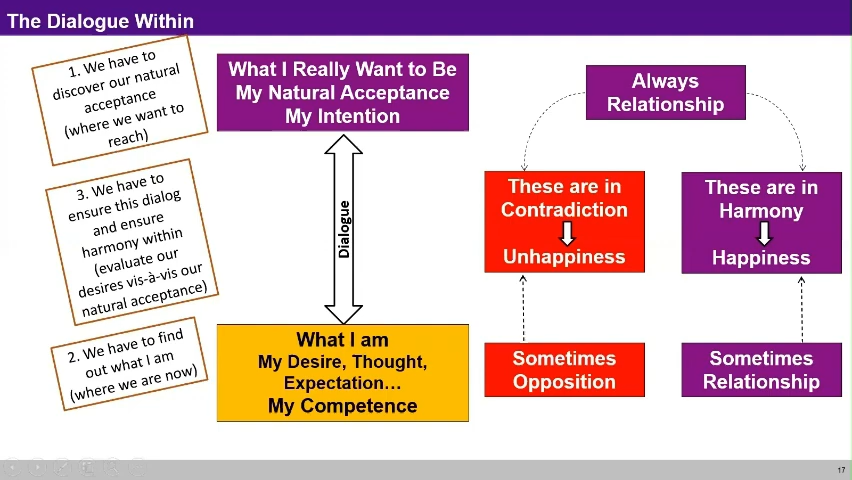 The Dialogue Within
1. We have to
discover our natural
acceptance
(where we want to
reach)
3. We have to
ensure this dialog
and ensure
harmony within
(evaluate our
desires vis-à-vis our
natural acceptance)
2. We have to find
out what I am
(where we are now)
What I Really Want to Be
My Natural Acceptance
My Intention
Dialogue
What I am
My Desire, Thought,
Expectation…
My Competence
Always
Relationship
These are in
Contradiction
Unhappiness
These are in
Harmony
Happiness
Sometimes
Opposition
Sometimes
Relationship
17